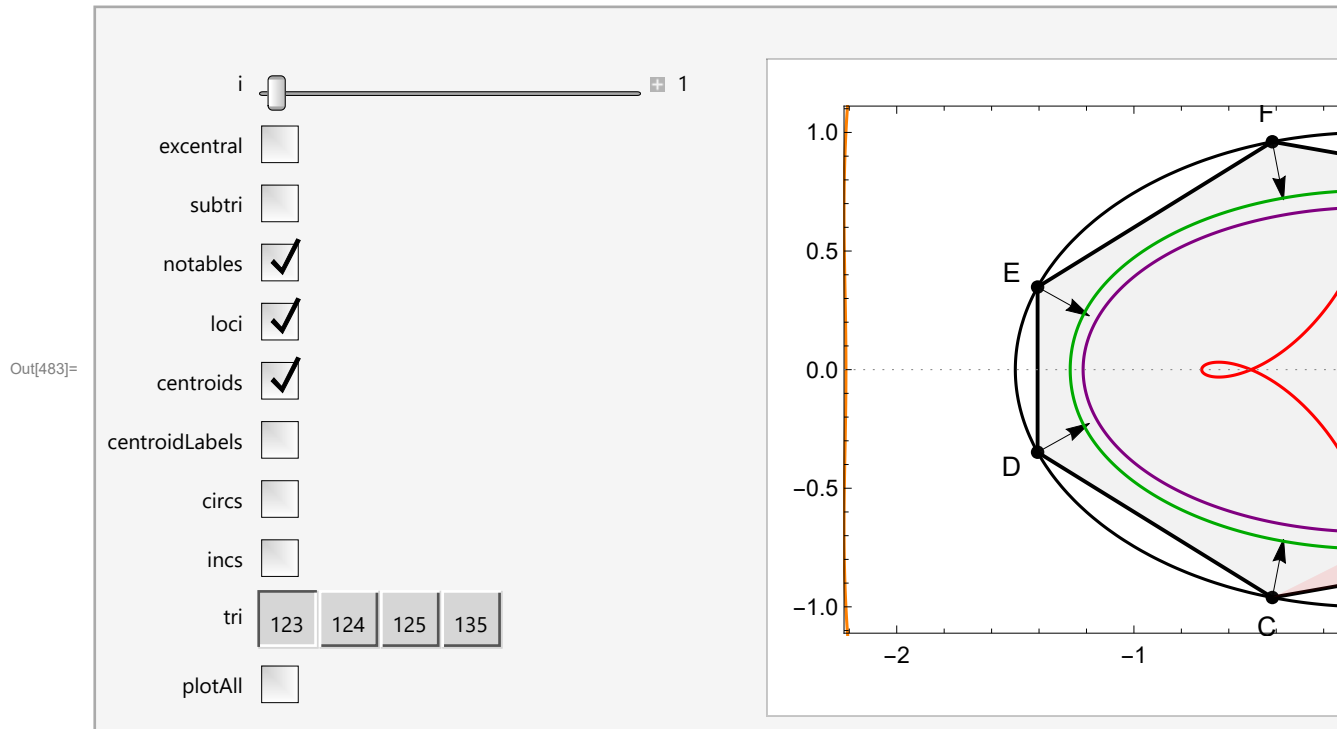 i 1
excentral
subtri
notables
loci
Out[483]=
centroids
centroidLabels
circs
incs
tri 123 124 125 135
plotAll
F
1.0
0.5
E
0.0
D
−0.5
−1.0
C
−2 −1